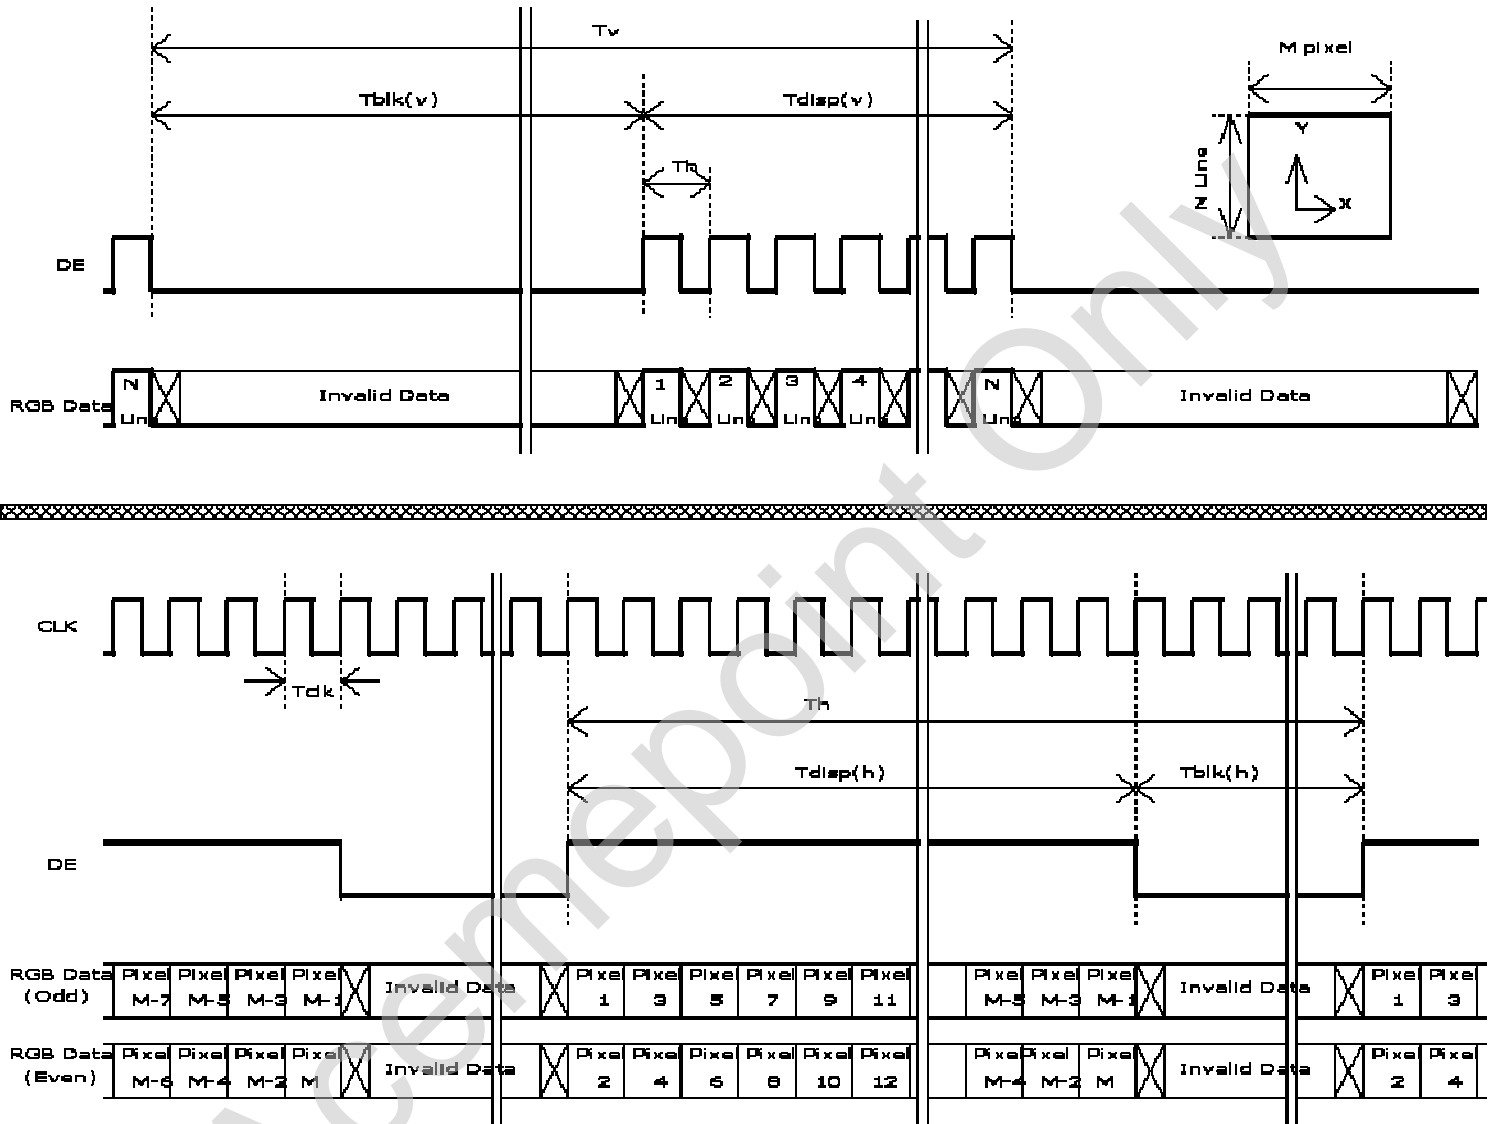 Tv
M pixel
Tblk(v)
Tdisp(v)
Y
N Line
Th
X
DE
N 1 2 3 4 N
RGB Data Invalid Data Invalid Data
Line Line Line Line Line Line
CLK
Tclk
Th
Tdisp(h)
Tblk(h)
DE
RGB Data Pixel Pixel Pixel Pixel Invalid Data Pixel Pixel Pixel Pixel Pixel Pixel Pixel Pixel Pixel Invalid Data Pixel Pixel
(Odd) M-7 M-5 M-3 M-1 1 3 5 7 9 11 M-5 M-3 M-1 1 3
RGB Data Pixel Pixel Pixel Pixel Invalid Data Pixel Pixel Pixel Pixel Pixel Pixel Pixel Pixel Pixel Invalid Data Pixel Pixel
(Even) M-6 M-4 M-2 M 2 4 6 8 10 12 M-4 M-2 M 2 4
Acemepoint Only